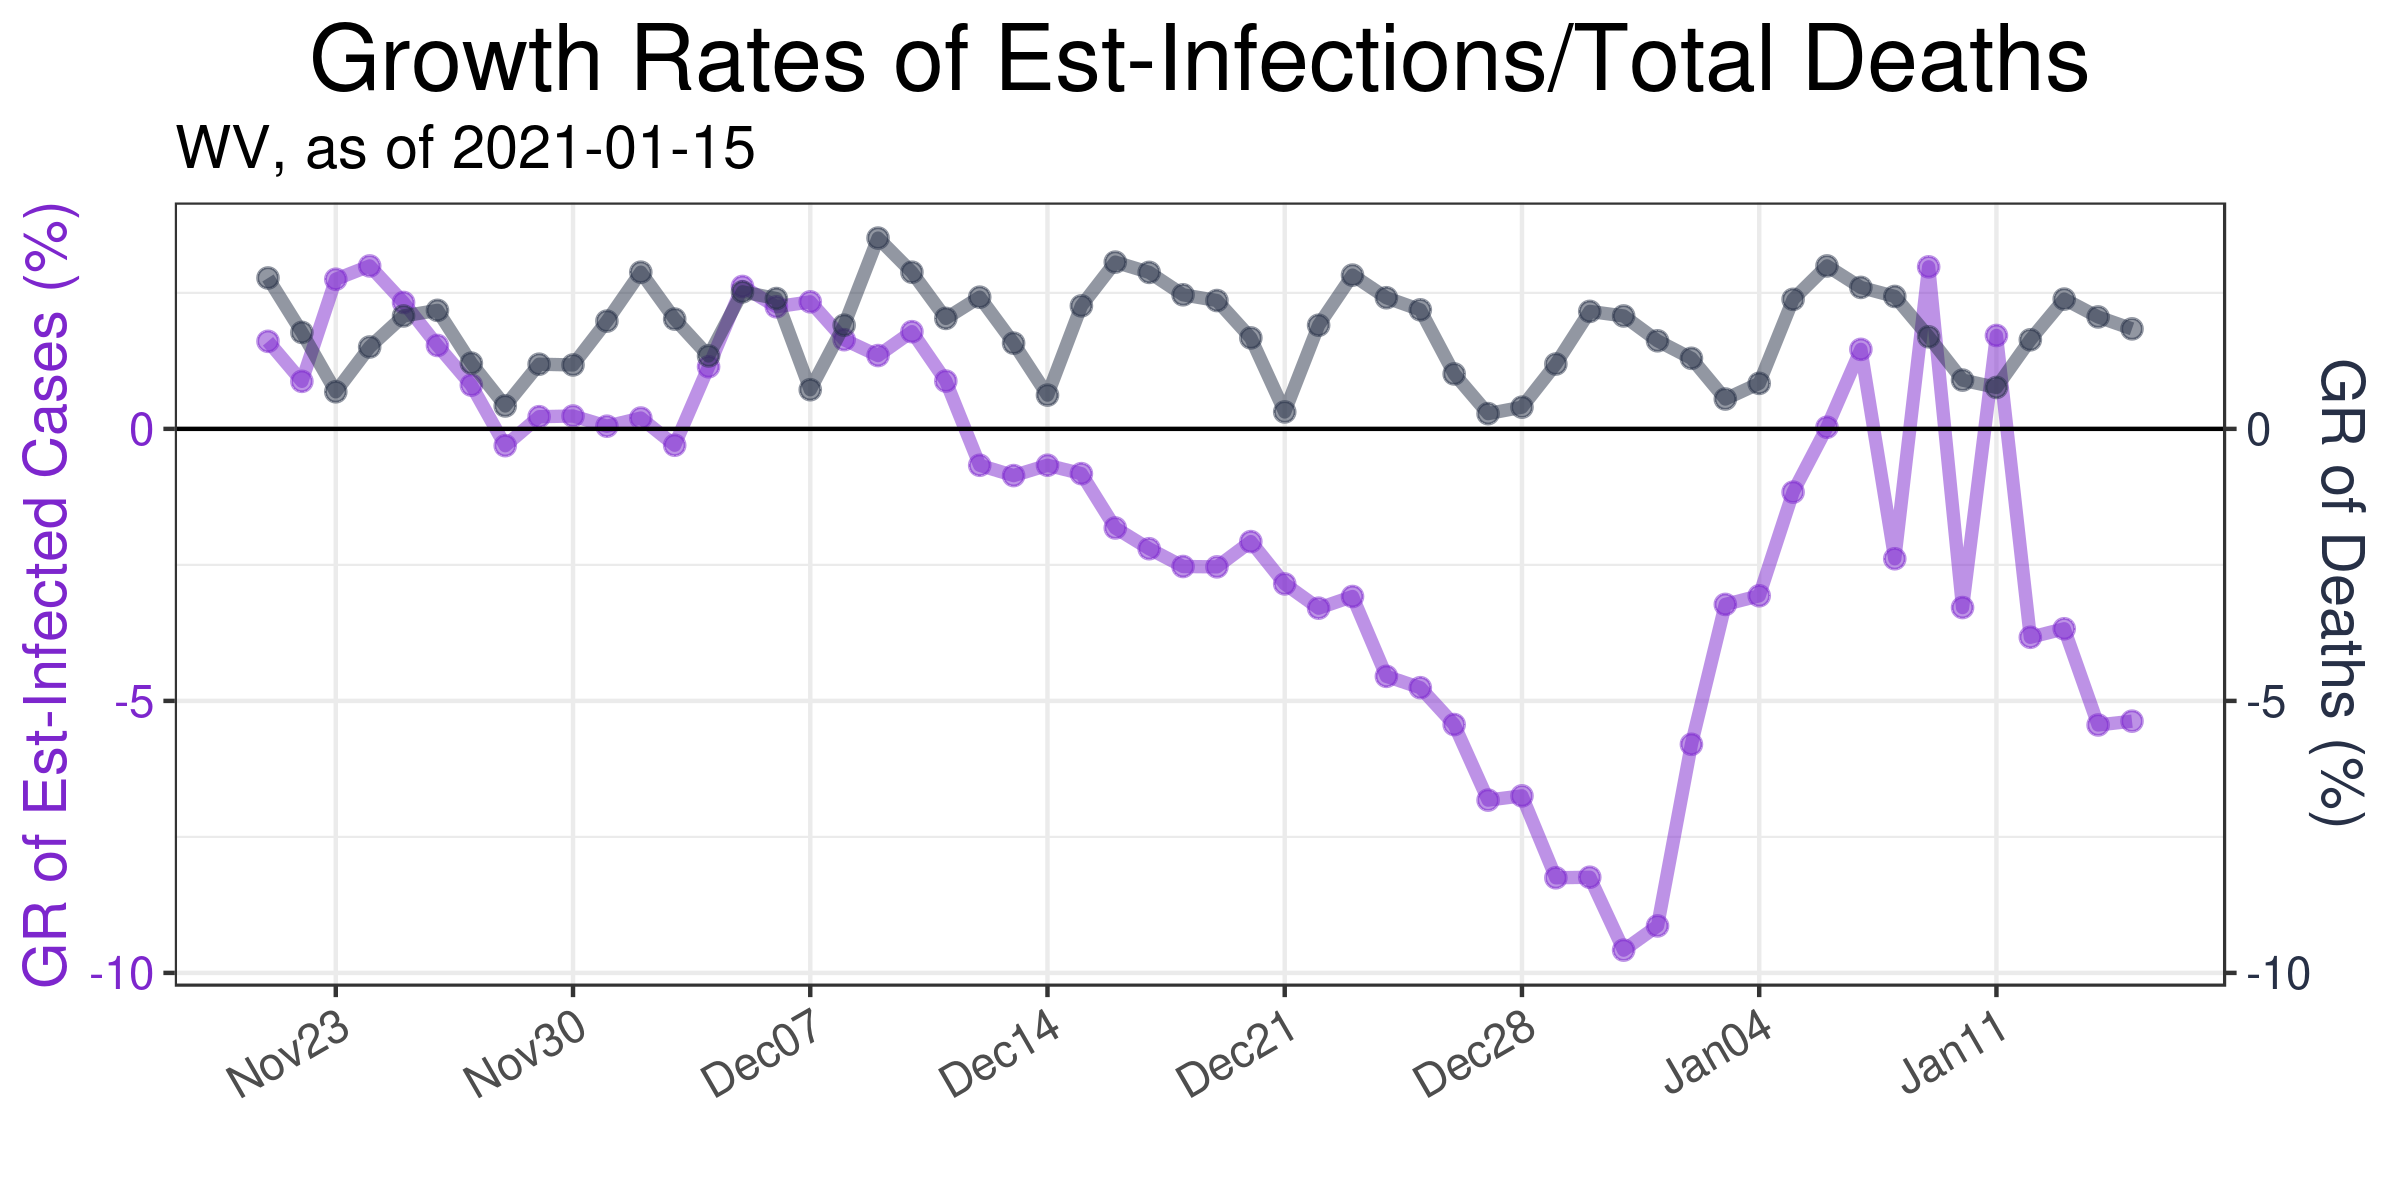 Growth Rates of Est-Infections/Total Deaths
WV, as of 2021-01-15
GR of Est-Infected Cases (%)
0
-5
-10
0
-5
-10
GR of Deaths (%)
Nov23
Nov30
Dec07
Dec14
Dec21
Dec28
Jan04
Jan11